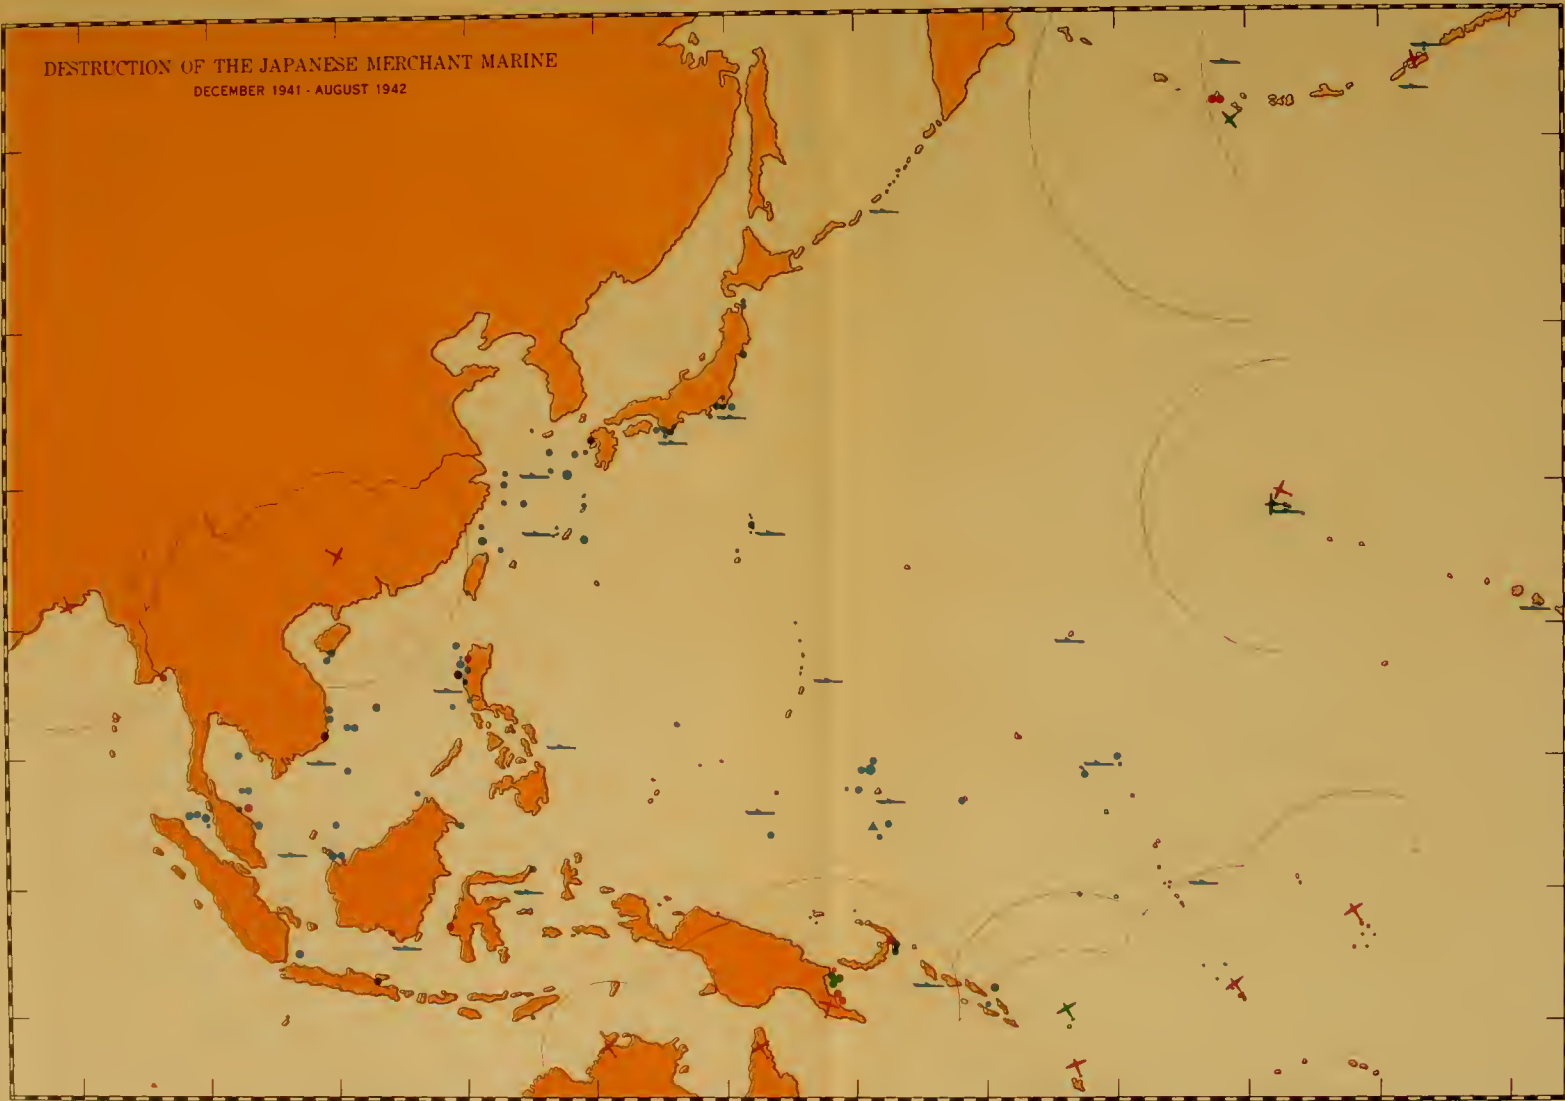 DESTRUCTION OF THE JAPANESE MERCHANT MARINE
DECEMBER 1941 - AUGUST 1942